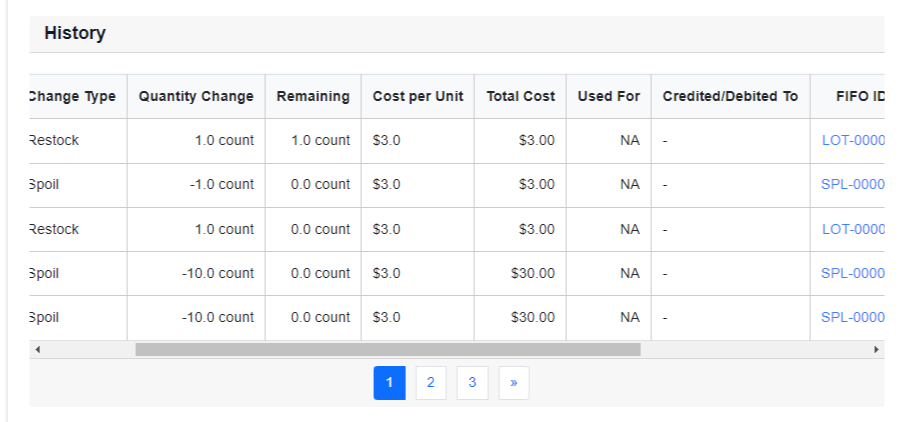 History
Change Type Quantity Change Remaining Cost per Unit Total Cost Used For Credited/Debited To FIFO ID
Restock 1.0 count 1.0 count $3.0 $3.00 NA - LOT-0000
Spoil -1.0 count 0.0 count $3.0 $3.00 NA - SPL-0000
Restock 1.0 count 0.0 count $3.0 $3.00 NA - LOT-0000
Spoil -10.0 count 0.0 count $3.0 $30.00 NA - SPL-0000
Spoil -10.0 count 0.0 count $3.0 $30.00 NA - SPL-0000
1 2 3 »